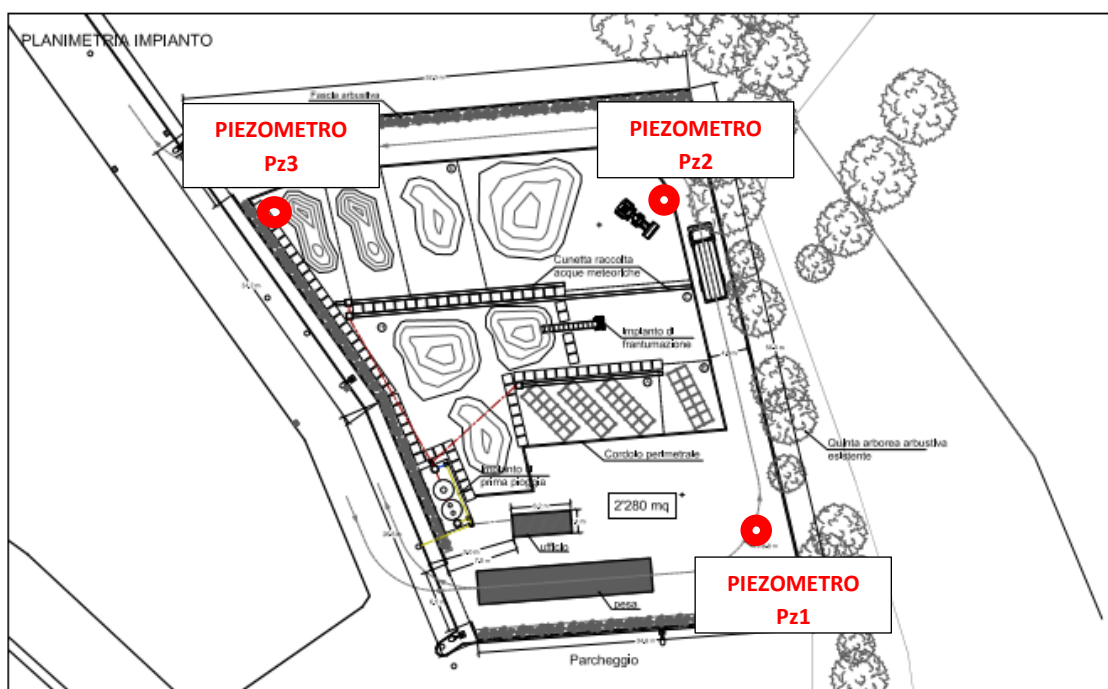 PLANIMETRIA IMPIANTO
Fascia arbustiva
PIEZOMETRO
Pz3
PIEZOMETRO
Pz2
Cunetta raccolta
acque meteoriche
Impianto di
frantumazione
Quinta arborea arbustiva
esistente
Cordolo perimetrale
Impianto di
prima pioggia
2'280 mq
ufficio
pesa
PIEZOMETRO
Pz1
Parcheggio